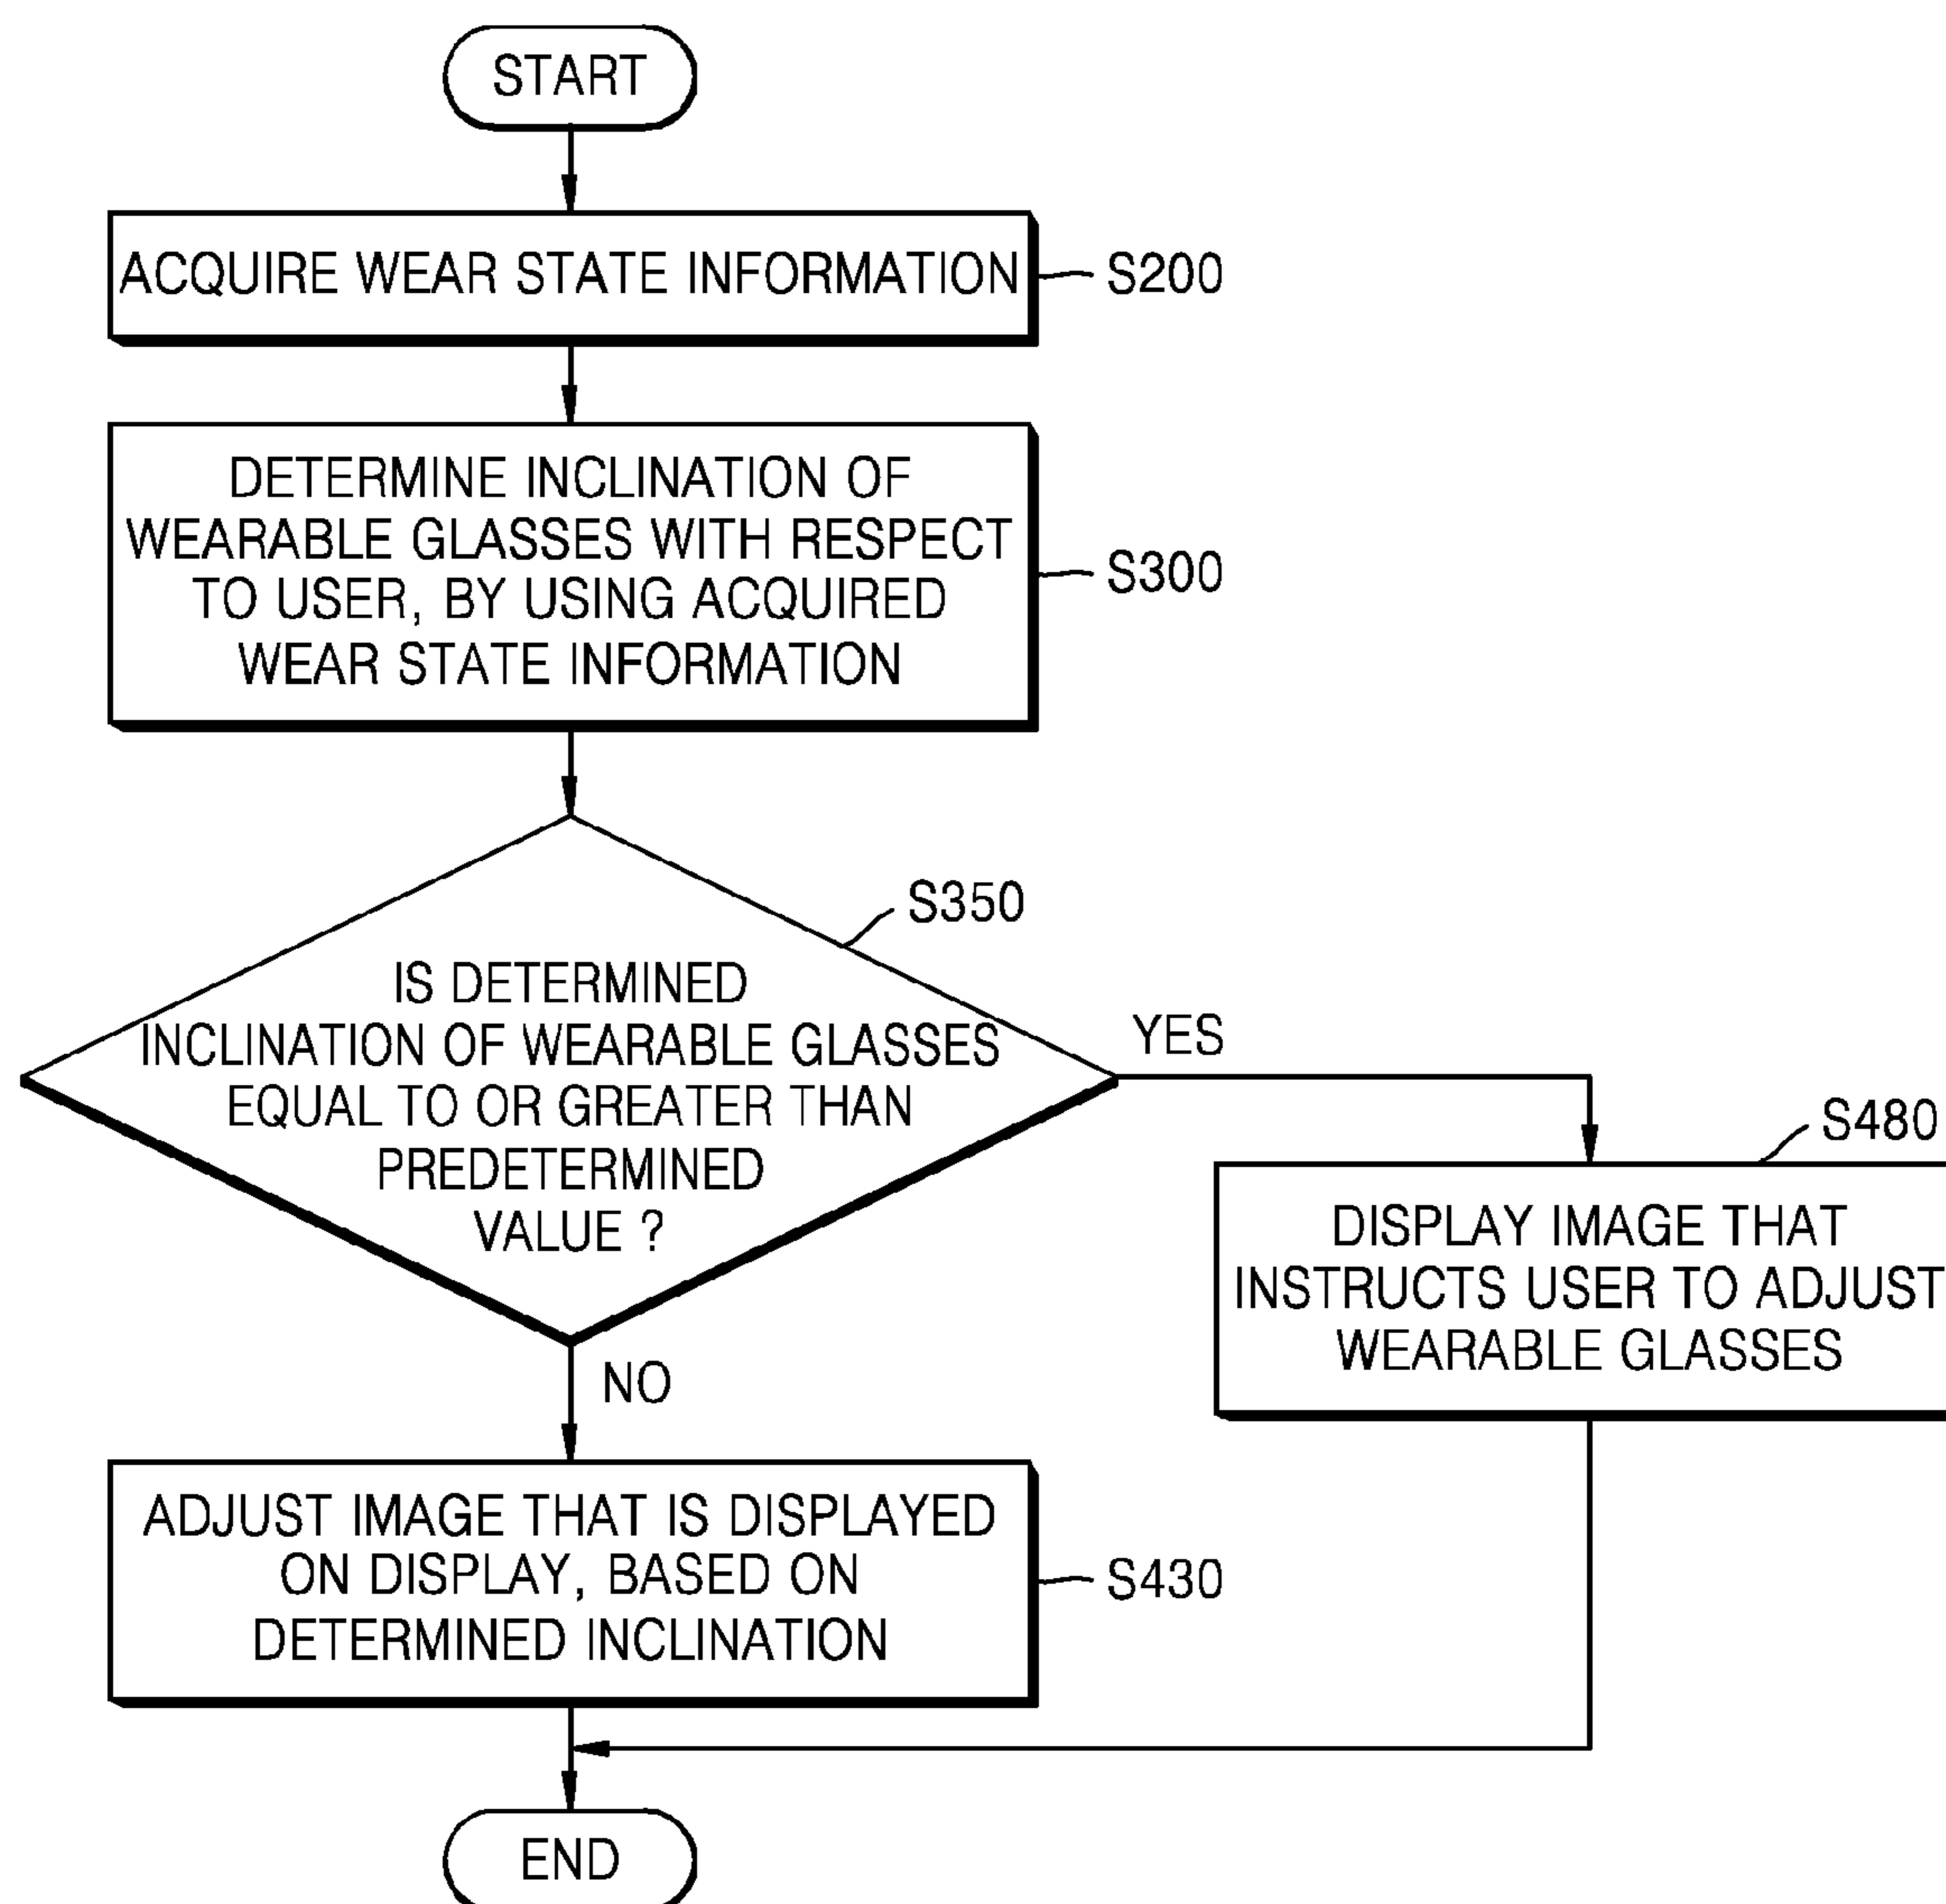 START
ACQUIRE WEAR STATE INFORMATION
S200
DETERMINE INCLINATION OF
WEARABLE GLASSES WITH RESPECT
TO USER, BY USING ACQUIRED
WEAR STATE INFORMATION
S300
S350
IS DETERMINED
INCLINATION OF WEARABLE GLASSES
EQUAL TO OR GREATER THAN
PREDETERMINED
VALUE ?
YES
S480
DISPLAY IMAGE THAT
INSTRUCTS USER TO ADJUST
WEARABLE GLASSES
NO
ADJUST IMAGE THAT IS DISPLAYED
ON DISPLAY, BASED ON
DETERMINED INCLINATION
S430
END